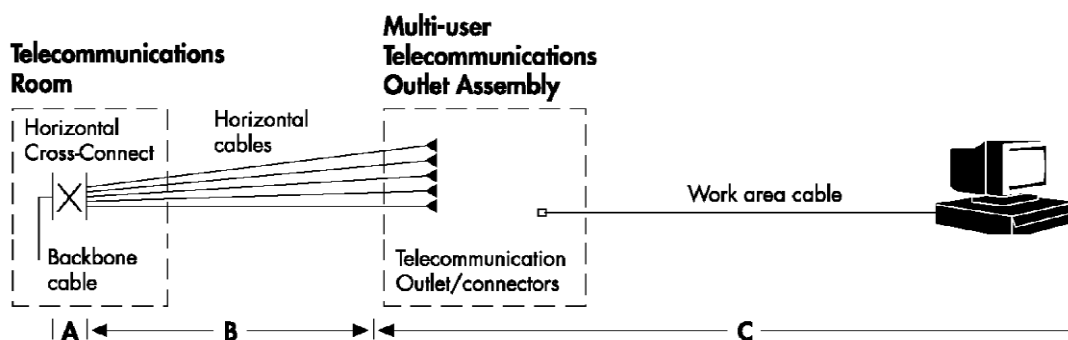 Telecommunications
Room
Multi-user
Telecommunications
Outlet Assembly
Horizontal
Cross-Connect
Horizontal
cables
Work area cable
Backbone
cable
Telecommunication
Outlet/connectors
A
B
C